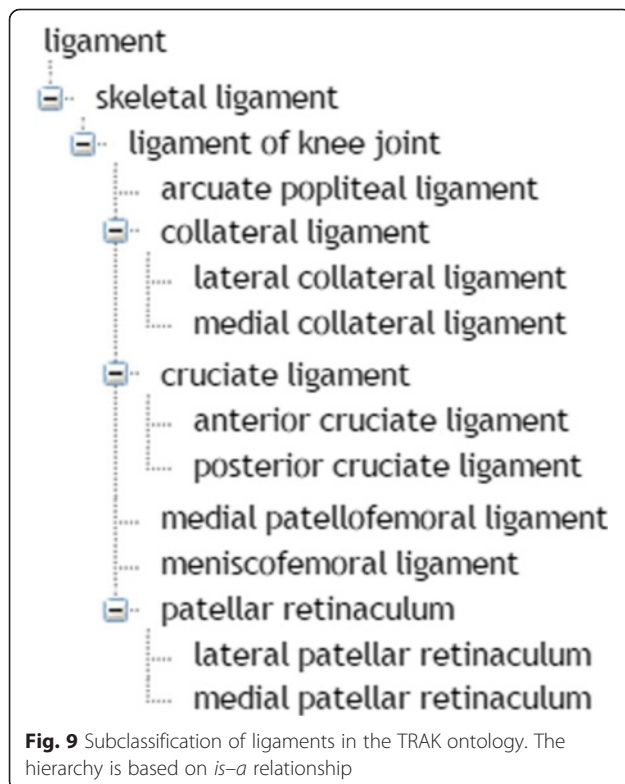 ligament
skeletal ligament
ligament of knee joint
arcuate popliteal ligament
collateral ligament
lateral collateral ligament
medial collateral ligament
cruciate ligament
anterior cruciate ligament
posterior cruciate ligament
medial patellofemoral ligament
meniscofemoral ligament
patellar retinaculum
lateral patellar retinaculum
medial patellar retinaculum
Fig. 9 Subclassification of ligaments in the TRAK ontology. The
hierarchy is based on is–a relationship